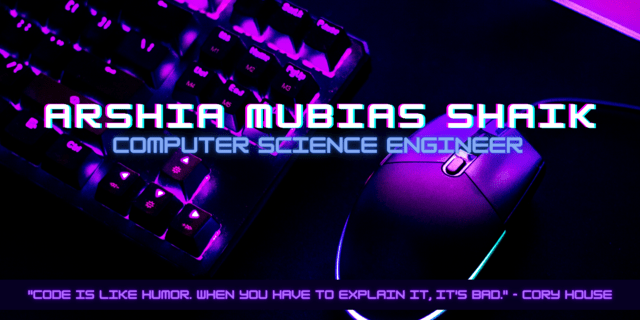 ARSHIA MUBIAS SHAIK
COMPUTER SCIENCE ENGINEER
"CODE IS LIKE HUMOR. WHEN YOU HAVE TO EXPLAIN IT, IT'S BAD." - CORY HOUSE